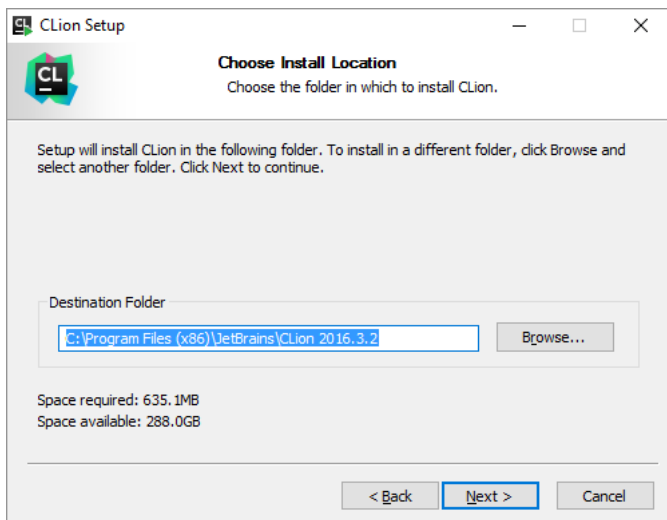 CLion Setup
CL
Choose Install Location
Choose the folder in which to install CLion.
Setup will install CLion in the following folder. To install in a different folder, click Browse and
select another folder. Click Next to continue.
Destination Folder
C:\Program Files (x86)\JetBrains\CLion 2016.3.2
Browse...
Space required: 635.1MB
Space available: 288.0GB
< Back
Next >
Cancel